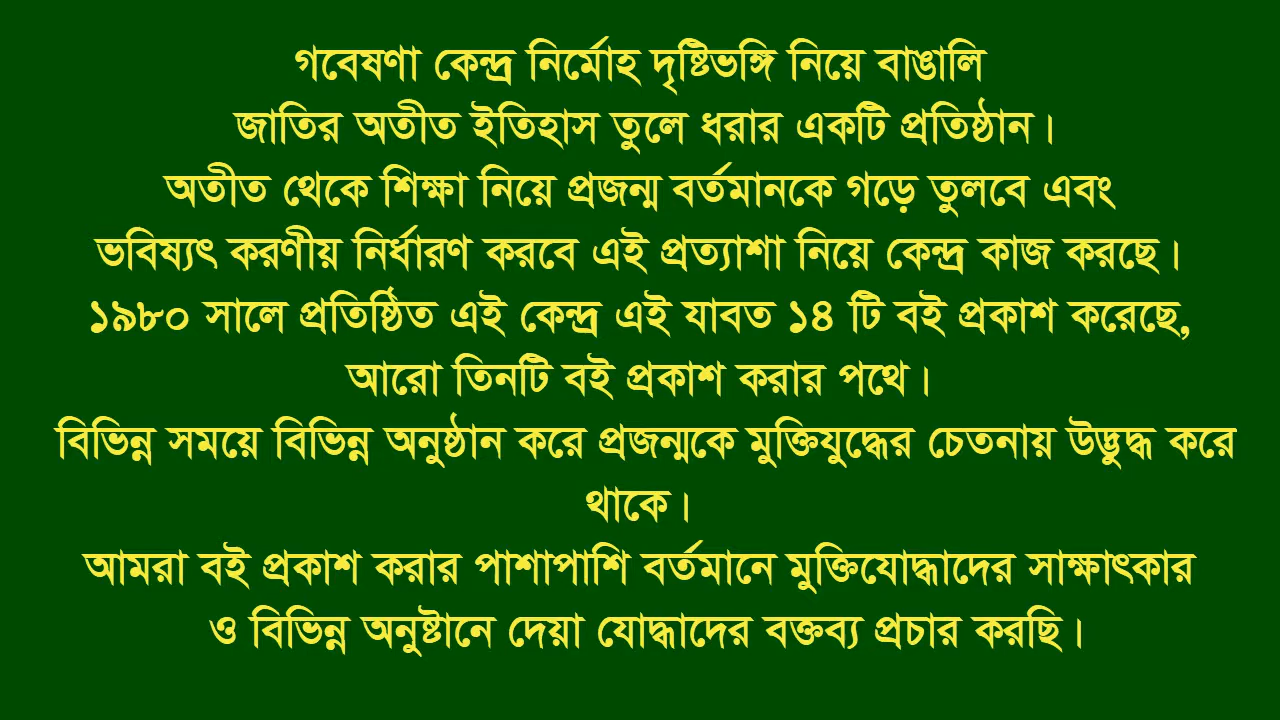 গবেষণা কেন্দ্র নির্মোহ দৃষ্টিভঙ্গি নিয়ে বাঙালি
জাতির অতীত ইতিহাস তুলে ধরার একটি প্রতিষ্ঠান।
অতীত থেকে শিক্ষা নিয়ে প্রজন্ম বর্তমানকে গড়ে তুলবে এবং
ভবিষ্যৎ করণীয় নির্ধারণ করবে এই প্রত্যাশা নিয়ে কেন্দ্র কাজ করছে।
১৯৮০ সালে প্রতিষ্ঠিত এই কেন্দ্র এই যাবত ১৪ টি বই প্রকাশ করেছে,
আরো তিনটি বই প্রকাশ করার পথে।
বিভিন্ন সময়ে বিভিন্ন অনুষ্ঠান করে প্রজন্মকে মুক্তিযুদ্ধের চেতনায় উদ্ভুদ্ধ করে
থাকে।
আমরা বই প্রকাশ করার পাশাপাশি বর্তমানে মুক্তিযোদ্ধাদের সাক্ষাৎকার
ও বিভিন্ন অনুষ্টানে দেয়া যোদ্ধাদের বক্তব্য প্রচার করছি।